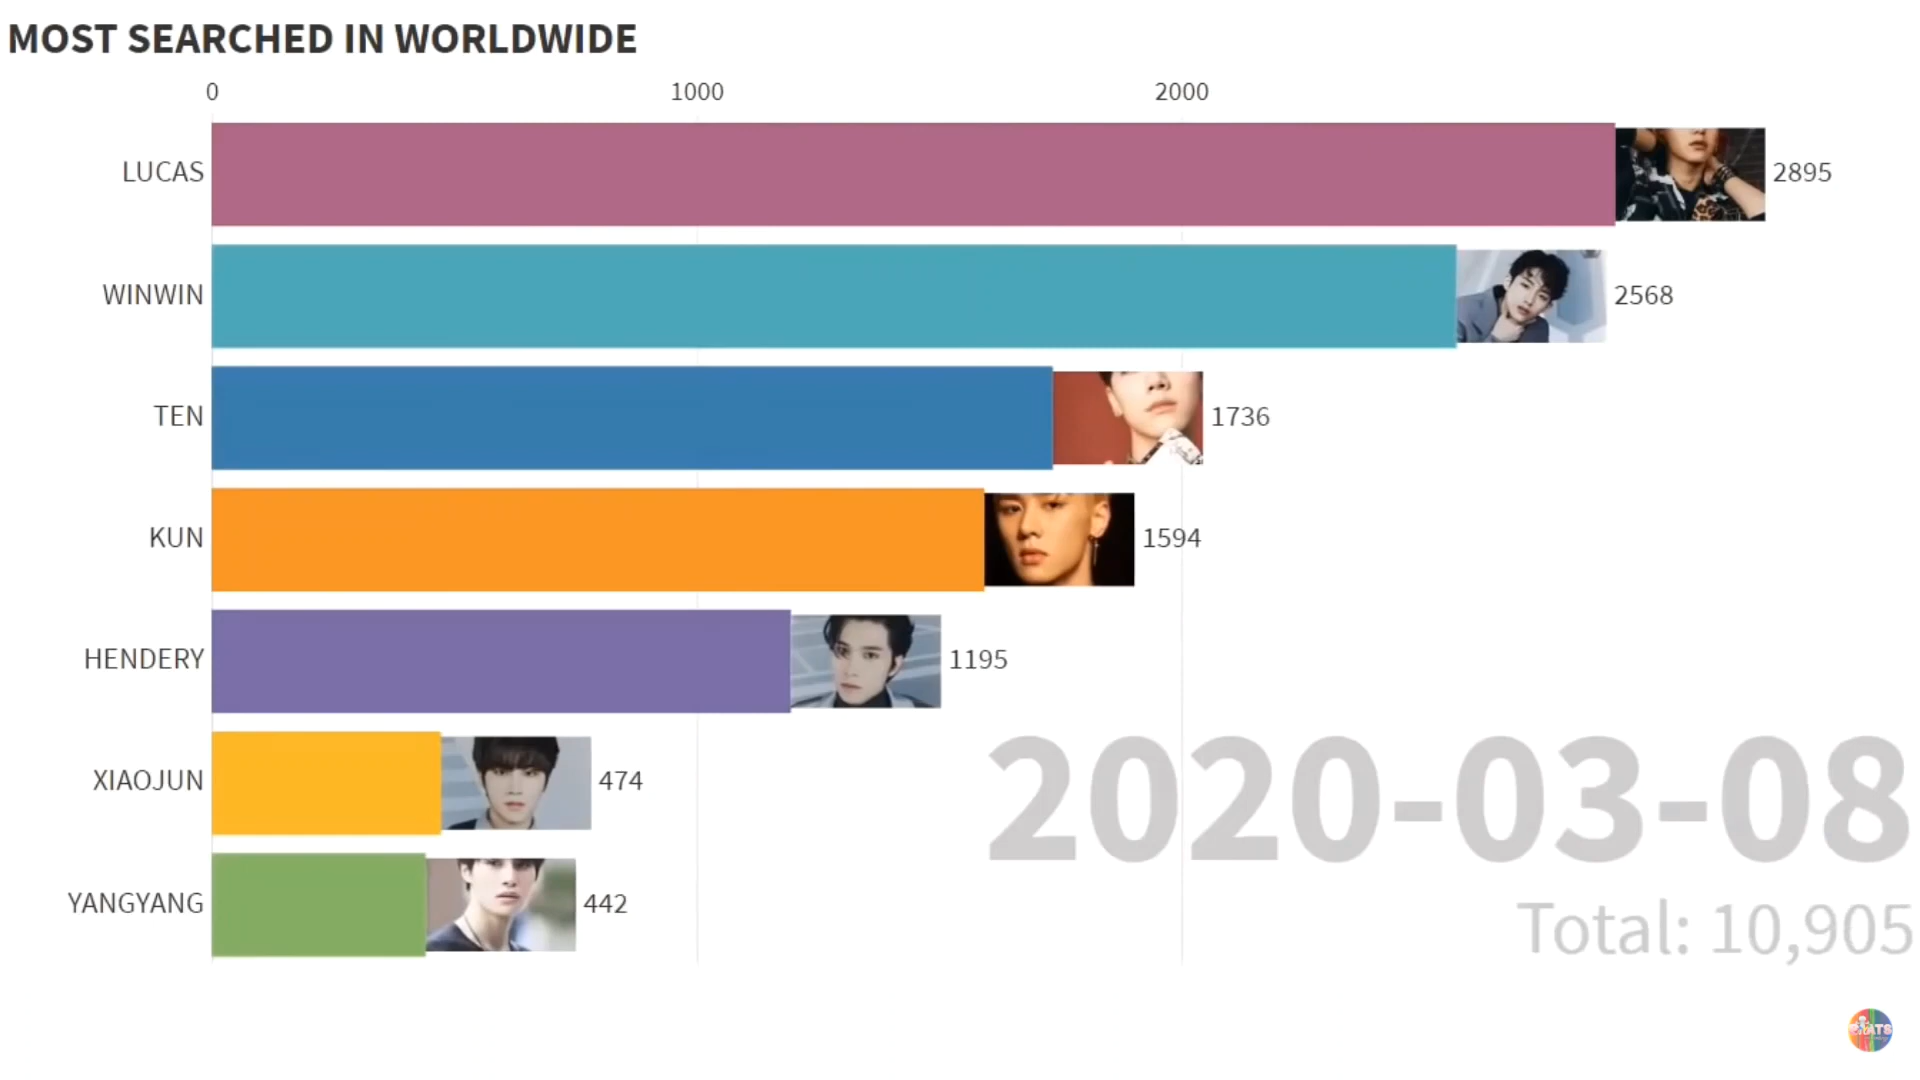 MOST SEARCHED IN WORLDWIDE
0 1000 2000
LUCAS 2895
WINWIN 2568
TEN 1736
KUN 1594
HENDERY 1195
XIAOJUN 474
YANGYANG 442
2020-03-08
Total: 10,905